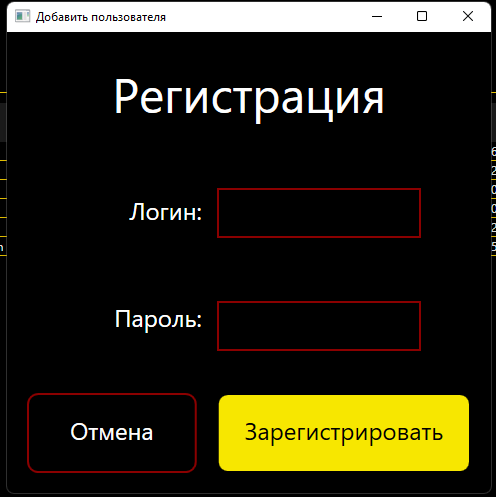 Добавить пользователя
Регистрация
Логин:
Пароль:
Отмена
Зарегистрировать